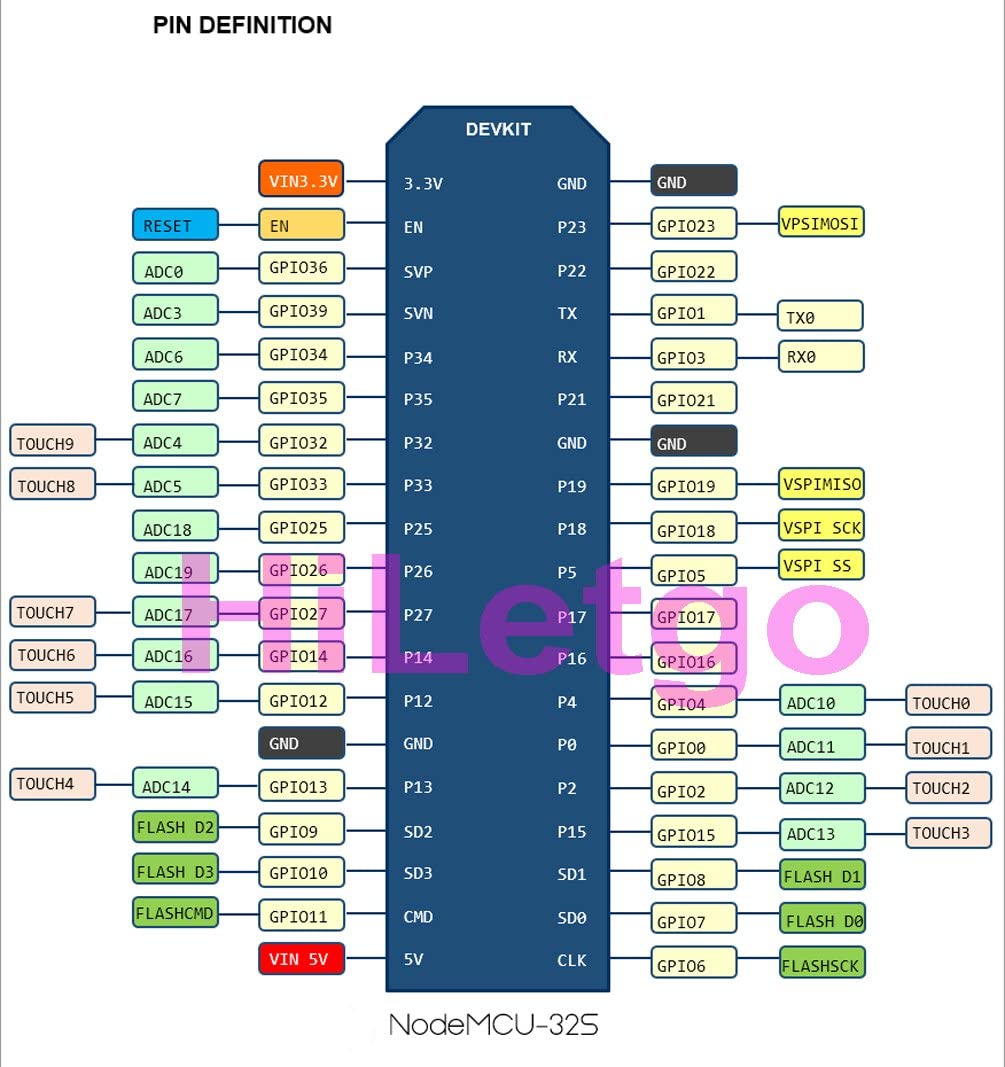 PIN DEFINITION
DEVKIT
VIN3.3V 3.3V GND GND
RESET EN EN P23 GPIO23 VPSIMOSI
ADC0 GPIO36 SVP P22 GPIO22
ADC3 GPIO39 SVN TX GPIO1 TX0
ADC6 GPIO34 P34 RX GPIO3 RX0
ADC7 GPIO35 P35 P21 GPIO21
TOUCH9 ADC4 GPIO32 P32 GND GND
TOUCH8 ADC5 GPIO33 P33 P19 GPIO19 VSPIMISO
ADC18 GPIO25 P25 P18 GPIO18 VSPI SCK
ADC19 GPIO26 P26 P5 GPIO5 VSPI SS
TOUCH7 ADC17 GPIO27 P27 P17 GPIO17
HiLetgo
TOUCH6 ADC16 GPIO14 P14 P16 GPIO16
TOUCH5 ADC15 GPIO12 P12 P4 GPIO4 ADC10 TOUCH0
GND GND P0 GPIO0 ADC11 TOUCH1
TOUCH4 ADC14 GPIO13 P13 P2 GPIO2 ADC12 TOUCH2
FLASH D2 GPIO9 SD2 P15 GPIO15 ADC13 TOUCH3
FLASH D3 GPIO10 SD3 SD1 GPIO8 FLASH D1
FLASHCMD GPIO11 CMD SD0 GPIO7 FLASH D0
VIN 5V 5V CLK GPIO6 FLASHSCK
NodeMCU-32S